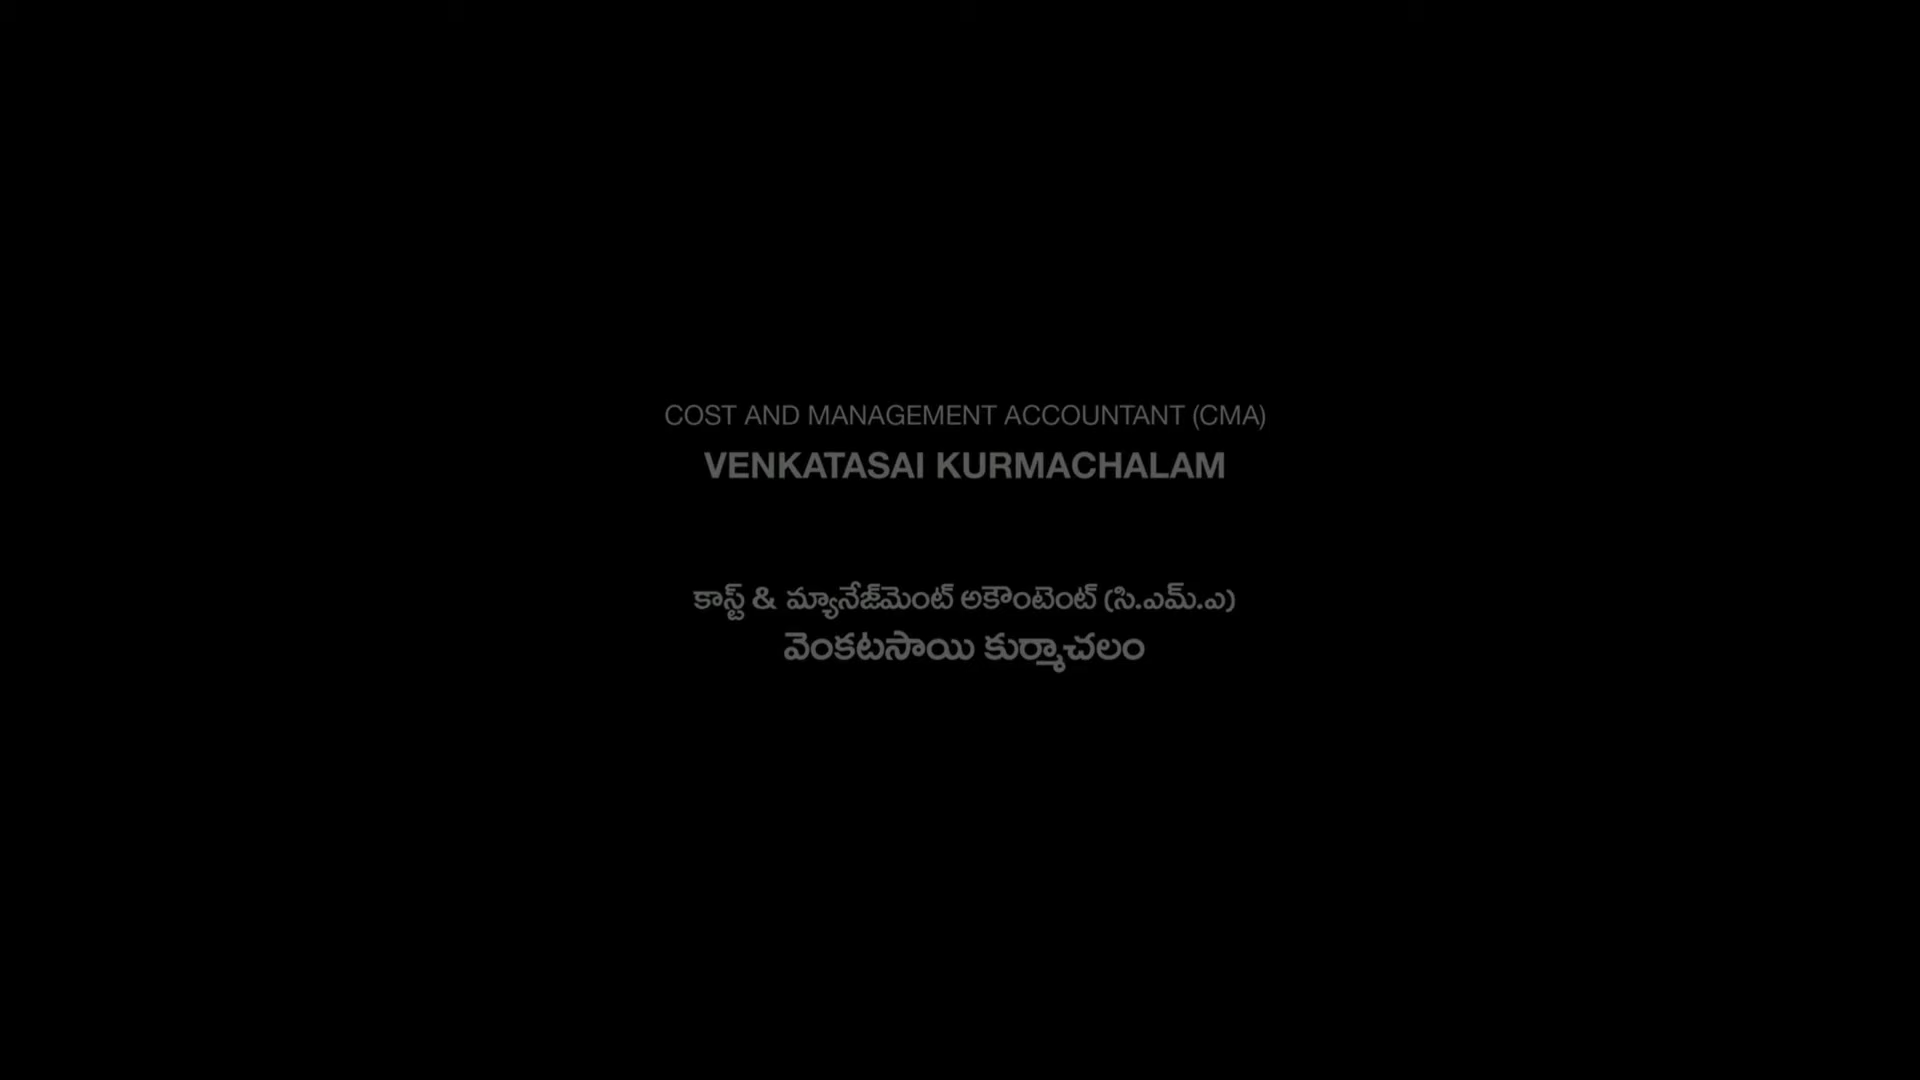 COST AND MANAGEMENT ACCOUNTANT (CMA)
VENKATASAI KURMACHALAM
కాస్ట్ & మ్యానేజ్‌మెంట్ అకౌంటెంట్ (సి.ఎమ్.ఎ)
వెంకటసాయి కుర్మాచలం